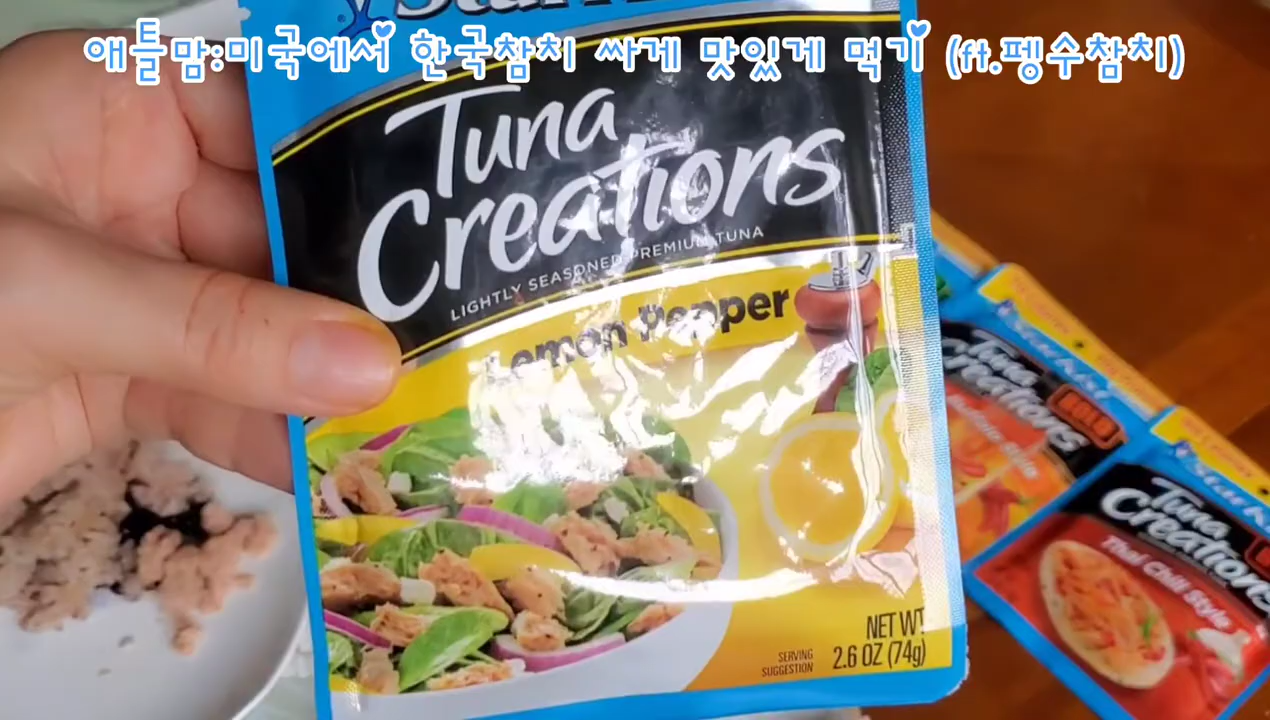 애틀맘:미국에서 한국참치 싸게 맛있게 먹기 (ft.펭수참치)
Tuna
Creations
LIGHTLY SEASONED PREMIUM TUNA
Lemon Pepper
NET WT
2.6 OZ (74g)
SERVING
SUGGESTION
Tuna
Creations
BOLD
Style
Tuna
Creations
Thai Chili Style